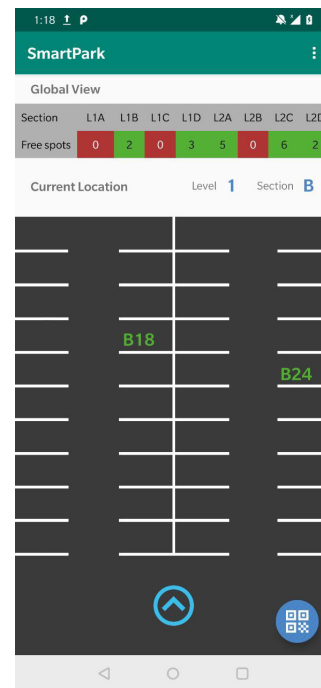 1:18
SmartPark
Global View
Section L1A L1B L1C L1D L2A L2B L2C L2D
Free spots 0 2 0 3 5 0 6 2
Current Location Level 1 Section B
B18
B24